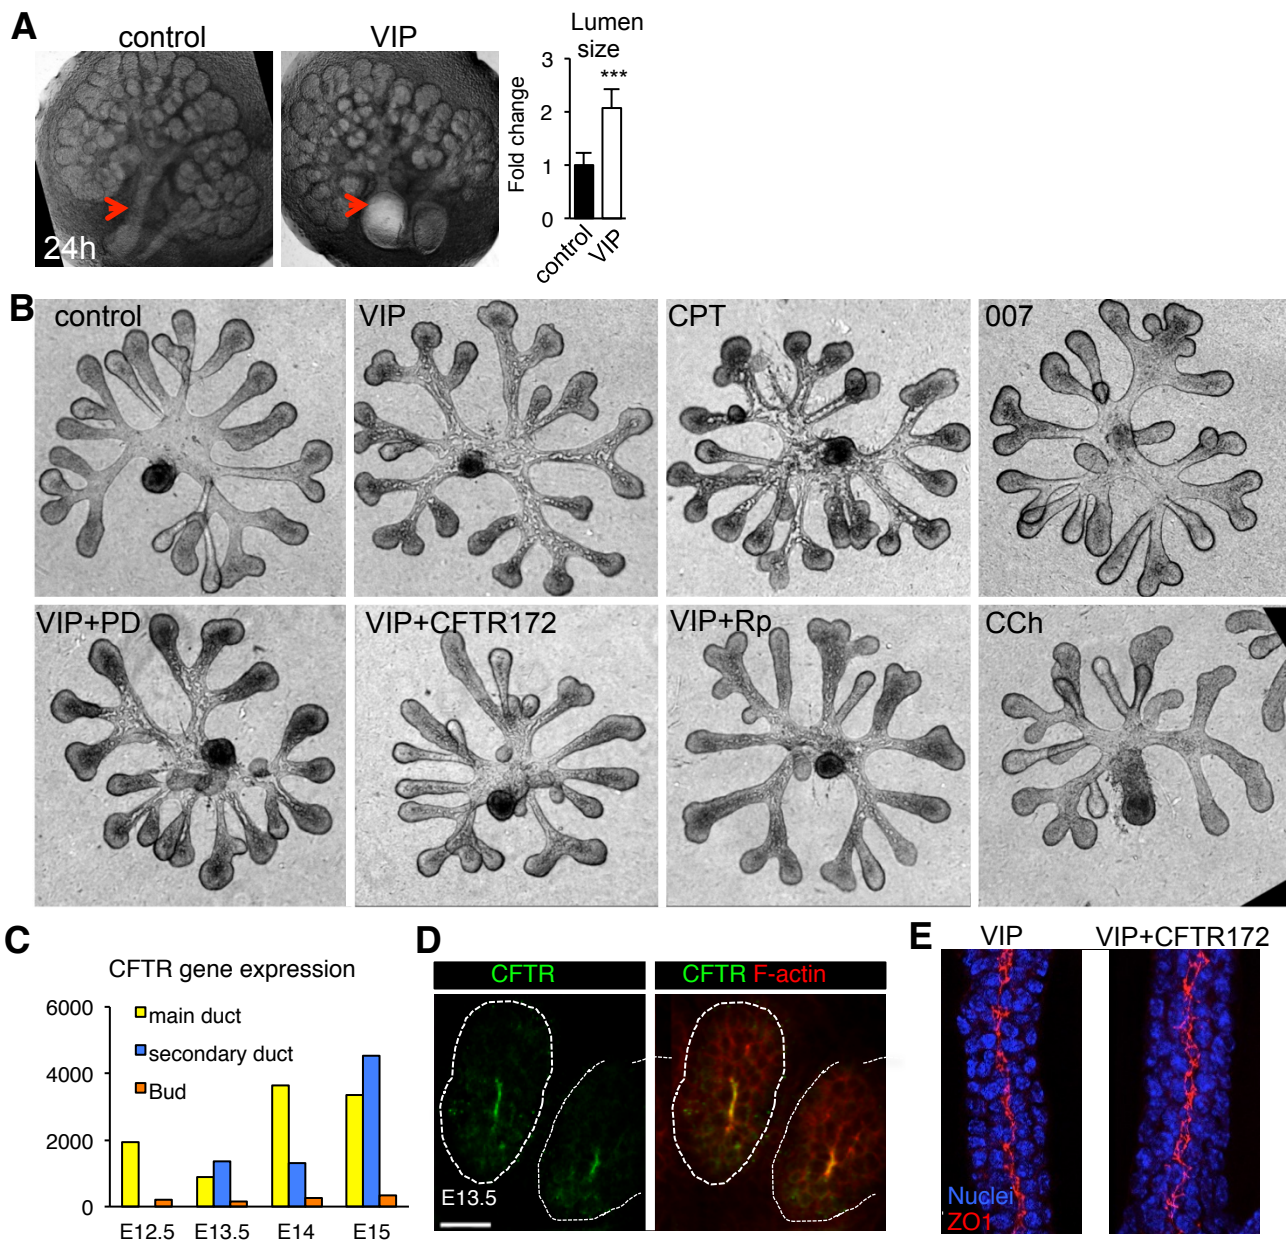 A
control
VIP
24h
Lumen
size
Fold change
3
2
1
0
***
control
VIP
B
control
VIP
CPT
007
VIP+PD
VIP+CFTR172
VIP+Rp
CCh
C
CFTR gene expression
6000
4000
2000
0
main duct
secondary duct
Bud
E12.5 E13.5 E14 E15
D
CFTR
CFTR F-actin
E13.5
E
VIP
VIP+CFTR172
Nuclei
ZO1